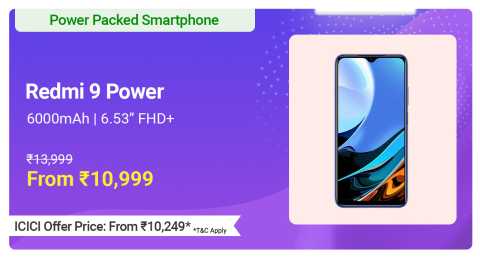 Power Packed Smartphone
Redmi 9 Power
6000mAh | 6.53” FHD+
₹13,999
From ₹10,999
ICICI Offer Price: From ₹10,249* *T&C Apply